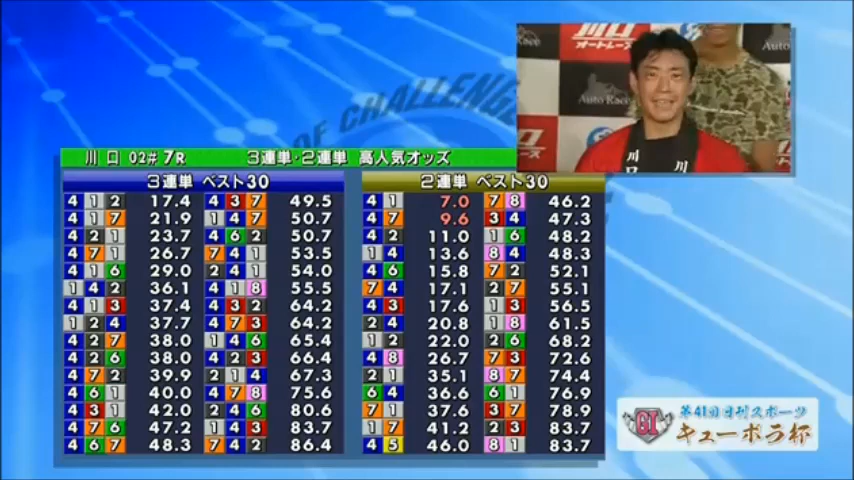 川口
オートレース
Auto Race
川口 02# 7R 3連単・2連単 高人気オッズ
OF CHALLENGE
3連単 ベスト30
4 1 2 17.4 4 3 7 49.5
4 1 7 21.9 1 4 7 50.7
4 2 1 23.7 4 6 2 50.7
4 7 1 26.7 7 4 1 53.5
4 1 6 29.0 2 4 1 54.0
1 4 2 36.1 4 1 8 55.5
4 1 3 37.4 4 3 2 64.2
1 2 4 37.7 4 7 3 64.2
4 2 7 38.0 1 4 6 65.4
4 2 6 38.0 4 2 3 66.4
4 7 2 39.9 2 1 4 67.3
4 6 1 40.0 4 7 8 75.6
4 3 1 42.0 2 4 6 80.6
4 7 6 47.2 1 4 3 83.7
4 6 7 48.3 7 4 2 86.4
2連単 ベスト30
4 1 7.0 7 8 46.2
4 7 9.6 3 4 47.3
4 2 11.0 1 6 48.2
1 4 13.6 8 4 48.3
4 6 15.8 7 2 52.1
7 4 17.1 2 7 55.1
4 3 17.6 1 3 56.5
2 4 20.8 1 8 61.5
1 2 22.0 2 6 68.2
4 8 26.7 7 3 72.6
2 1 35.1 8 7 74.4
6 4 36.6 6 1 76.9
7 1 37.6 3 7 78.9
1 7 41.2 2 3 83.7
4 5 46.0 8 1 83.7
GI
第41回日刊スポーツ
キューポラ杯